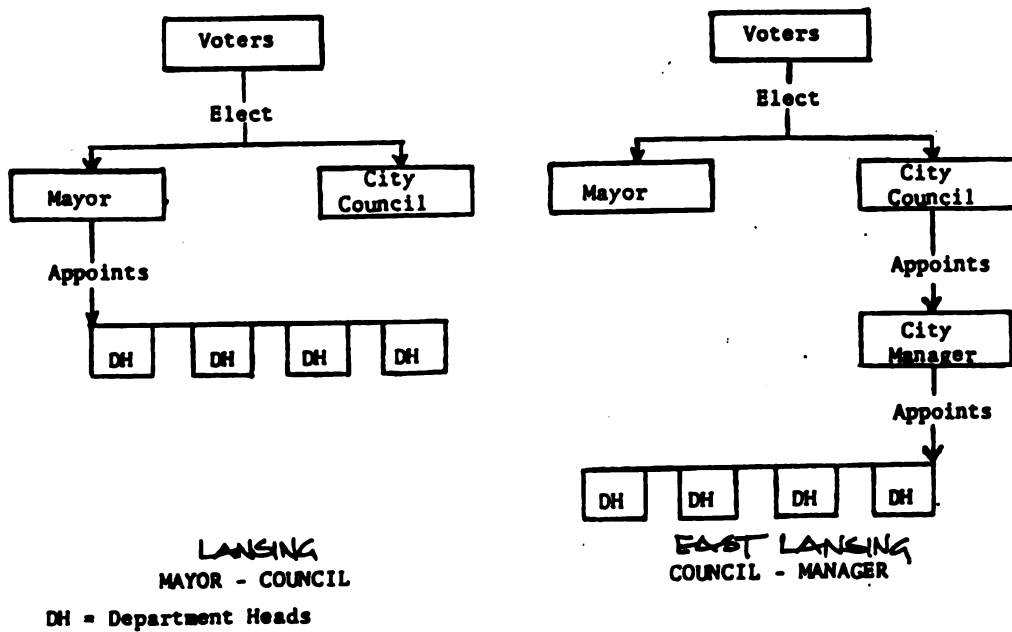 Voters
Elect
Mayor
City
Council
Appoints
DH DH DH DH
LANSING
MAYOR - COUNCIL
DH = Department Heads
Voters
Elect
Mayor
City
Council
Appoints
City
Manager
Appoints
DH DH DH DH
EAST LANSING
COUNCIL - MANAGER